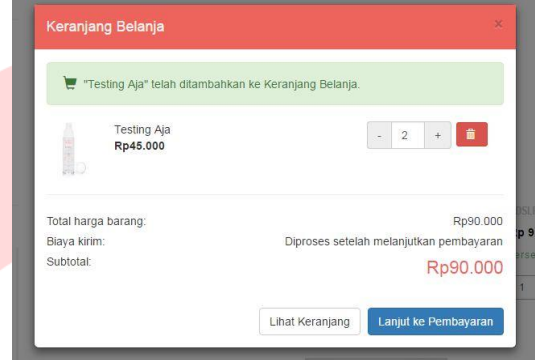 Keranjang Belanja ×
"Testing Aja" telah ditambahkan ke Keranjang Belanja.
Testing Aja
Rp45.000
- 2 +
Total harga barang: Rp90.000
Biaya kirim: Diproses setelah melanjutkan pembayaran
Subtotal: Rp90.000
Lihat Keranjang Lanjut ke Pembayaran
1